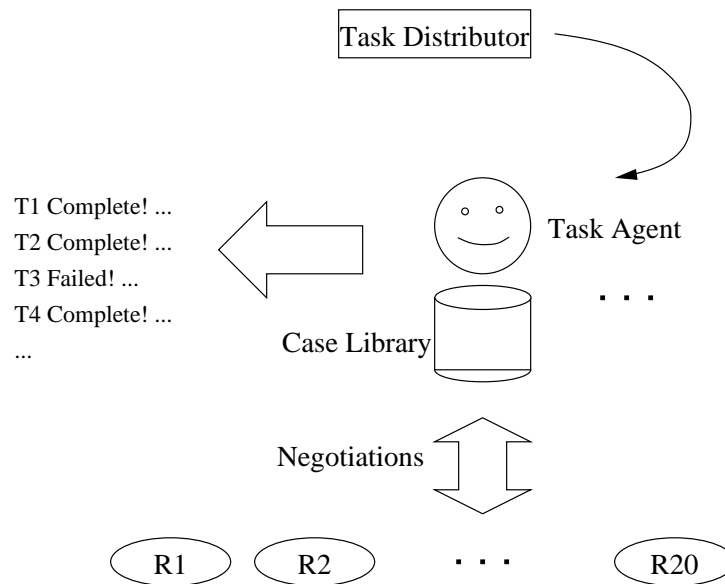 Task Distributor
T1 Complete! ...
T2 Complete! ...
T3 Failed! ...
T4 Complete! ...
...
Task Agent
. . .
Case Library
Negotiations
R1
R2
. . .
R20